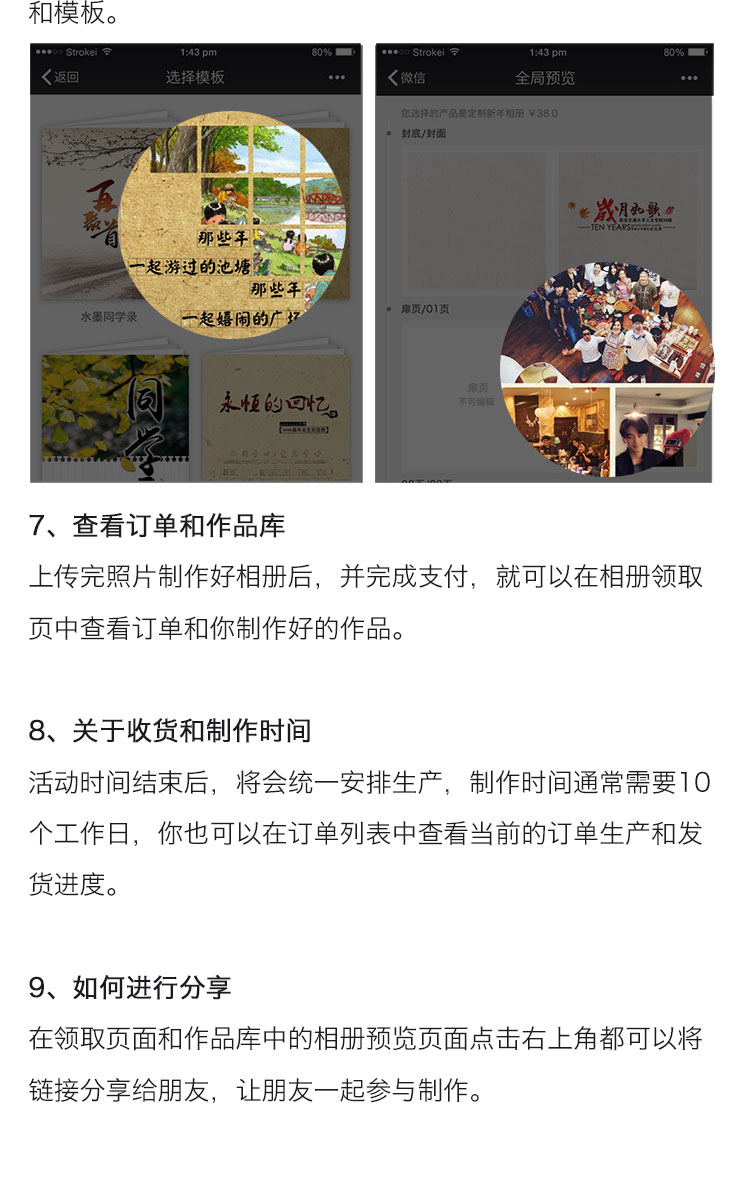 和模板。
●●●○○ Strokei 1:43 pm 80%
返回 选择模板 •••
再
聚
首
那些年
一起游过的池塘
那些年
一起嬉闹的广场
水墨同学录
同
学
永恒的回忆
●●●○○ Strokei 1:43 pm 80%
微信 全局预览 •••
您选择的产品是定制新年相册 ￥38.0
封底/封面
岁月如歌
TEN YEARS
扉页/01页
扉页
不可编辑
7、查看订单和作品库
上传完照片制作好相册后，并完成支付，就可以在相册领取
页中查看订单和你制作好的作品。
8、关于收货和制作时间
活动时间结束后，将会统一安排生产，制作时间通常需要10
个工作日，你也可以在订单列表中查看当前的订单生产和发
货进度。
9、如何进行分享
在领取页面和作品库中的相册预览页面点击右上角都可以将
链接分享给朋友，让朋友一起参与制作。